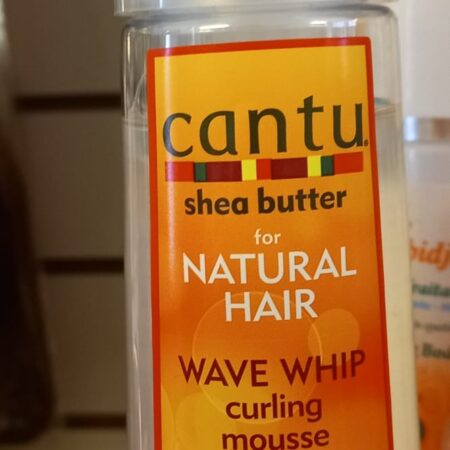 cantu
shea butter
for
NATURAL
HAIR
WAVE WHIP
curling
mousse